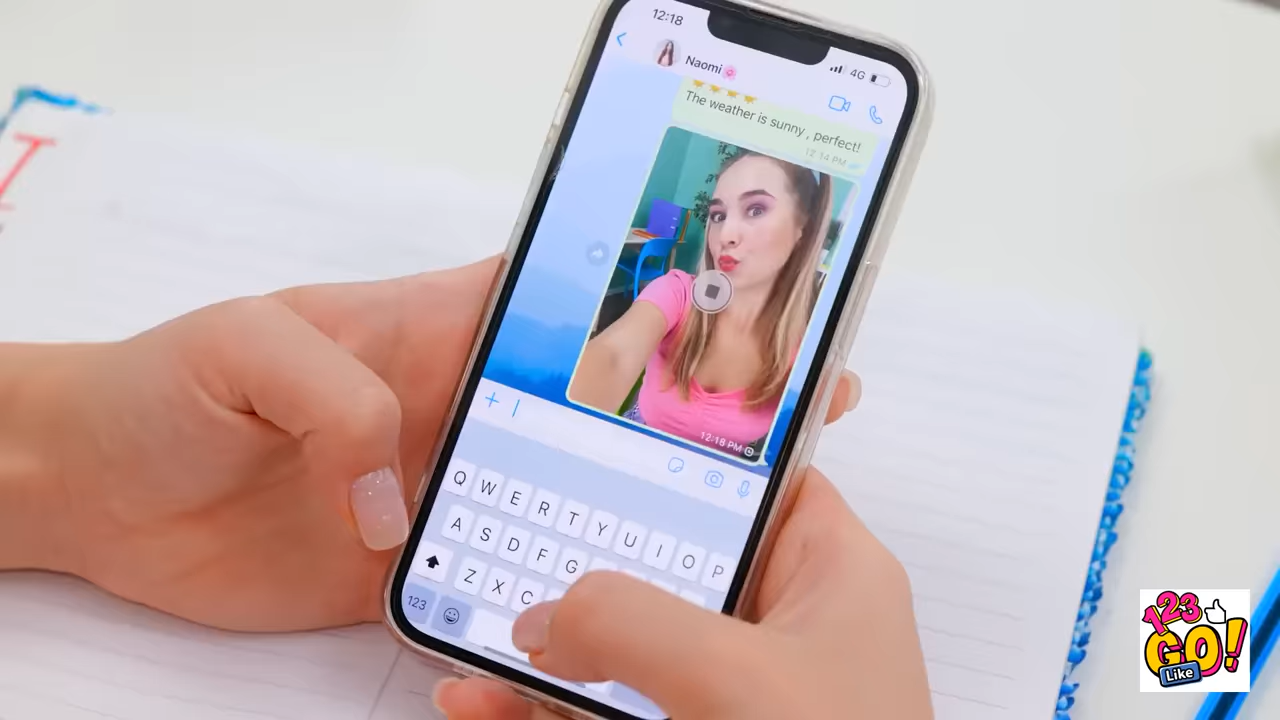 12:18
4G
Naomi🌸
The weather is sunny , perfect!
12:14 PM
12:18 PM
Q W E R T Y U I O P
A S D F G
Z X C
123
I
123
GO!
Like